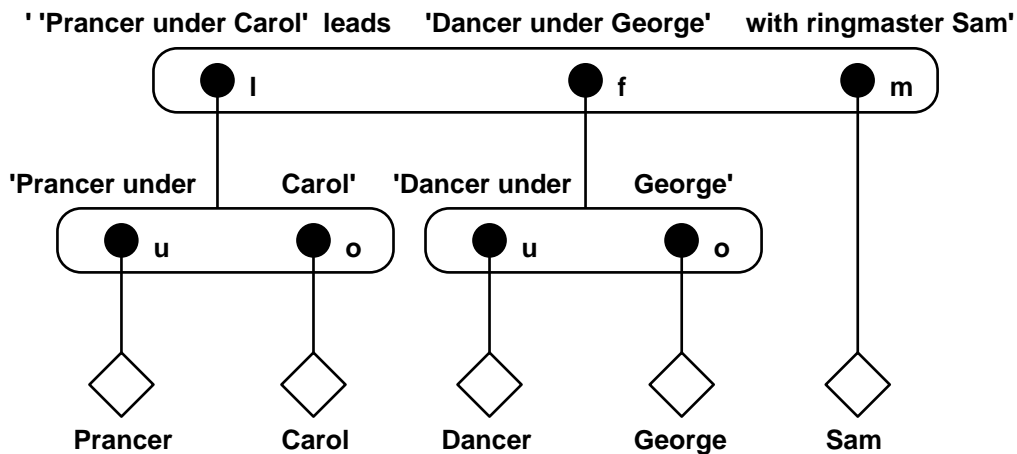 ' 'Prancer under Carol' leads 'Dancer under George' with ringmaster Sam'
l f m
'Prancer under Carol' 'Dancer under George'
u o u o
Prancer Carol Dancer George Sam